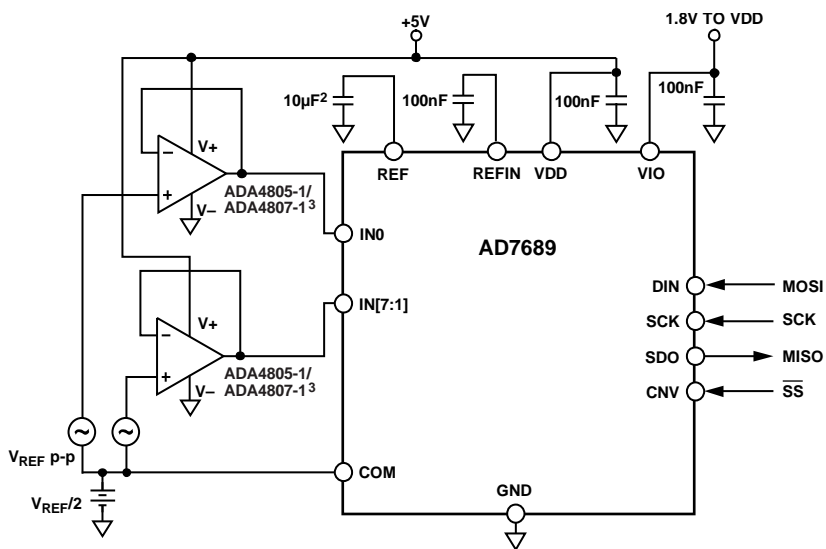 +5V
1.8V TO VDD
10µF²
100nF
100nF
100nF
V+
REF
REFIN
VDD
VIO
ADA4805-1/
V–
ADA4807-1³
IN0
AD7689
DIN
MOSI
IN[7:1]
V+
SCK
SCK
SDO
MISO
ADA4805-1/
V–
ADA4807-1³
CNV
SS
VREF p-p
COM
GND
VREF/2